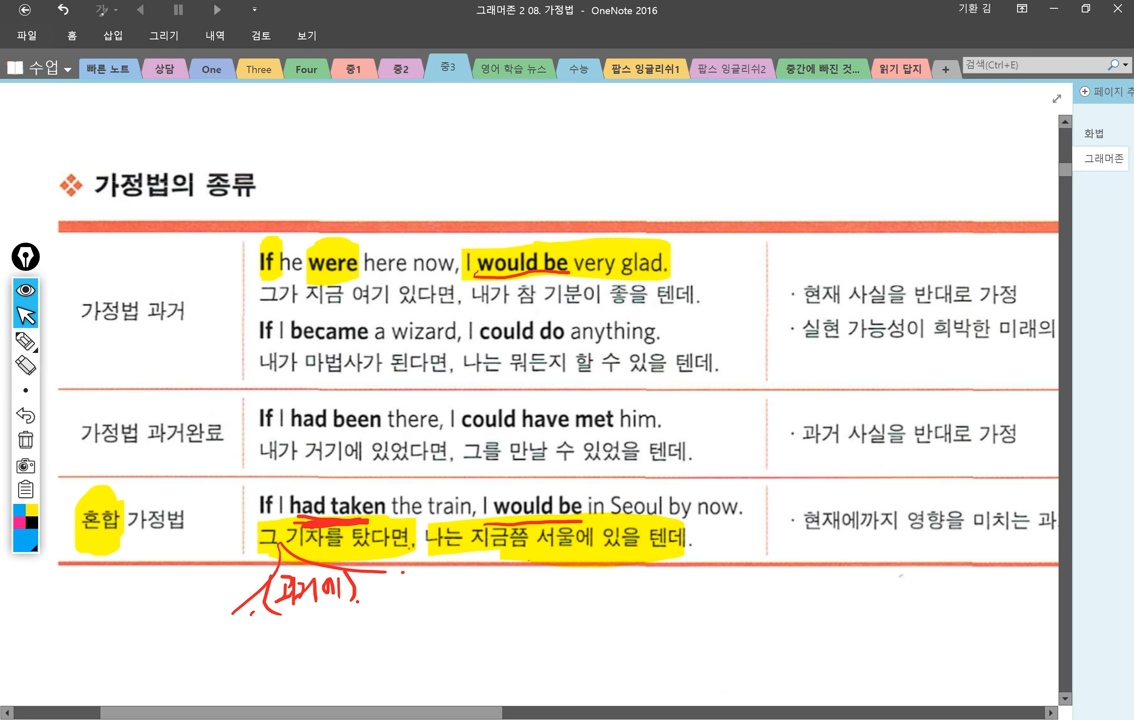 그래머존 2 08. 가정법 - OneNote 2016
기환 김
파일 홈 삽입 그리기 내역 검토 보기
수업 빠른 노트 상담 One Three Four 중1 중2 중3 영어 학습 뉴스 수능 팝스 잉글리쉬1 팝스 잉글리쉬2 중간에 빠진 것... 읽기 답지 + 검색(Ctrl+E)
페이지 추
화법
그래머존
가정법의 종류
If he were here now, I would be very glad.
그가 지금 여기 있다면, 내가 참 기분이 좋을 텐데.
가정법 과거
· 현재 사실을 반대로 가정
· 실현 가능성이 희박한 미래의
If I became a wizard, I could do anything.
내가 마법사가 된다면, 나는 뭐든지 할 수 있을 텐데.
If I had been there, I could have met him.
가정법 과거완료
· 과거 사실을 반대로 가정
내가 거기에 있었다면, 그를 만날 수 있었을 텐데.
If I had taken the train, I would be in Seoul by now.
혼합 가정법
· 현재에까지 영향을 미치는 과
그 기자를 탔다면, 나는 지금쯤 서울에 있을 텐데.
(과거에).